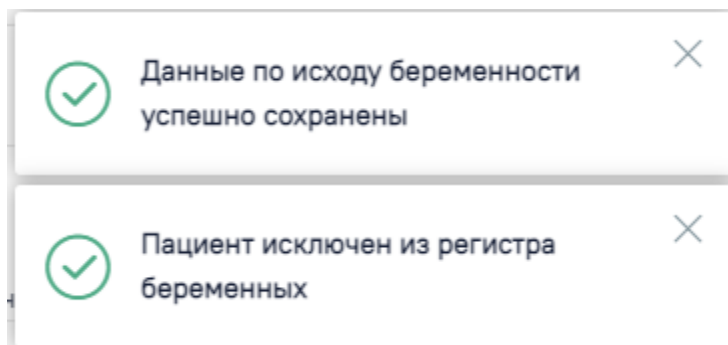 Данные по исходу беременности
успешно сохранены
Пациент исключен из регистра
беременных